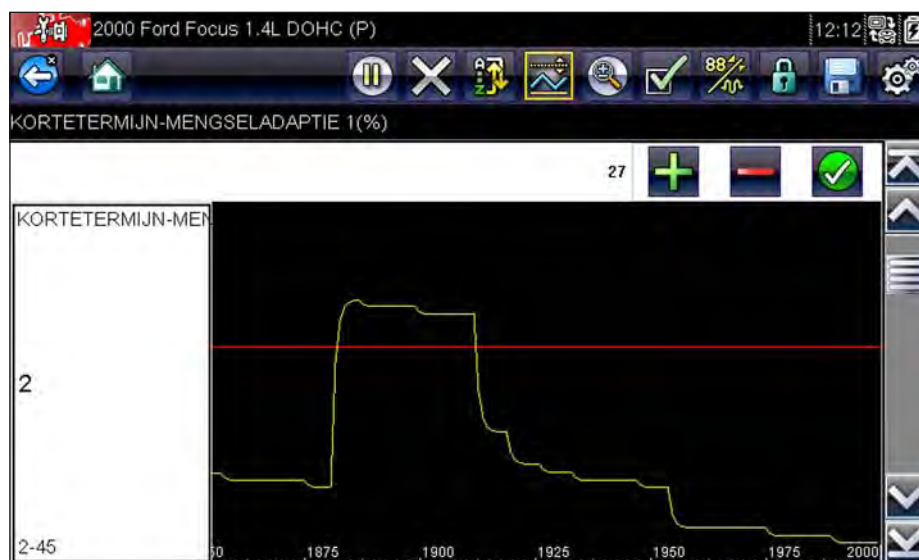 2000 Ford Focus 1.4L DOHC (P)
12:12
KORTETERMIJN-MENGSELADAPTIE 1(%)
27
KORTETERMIJN-MEN
2
2-45
50 1875 1900 1925 1950 1975 2000